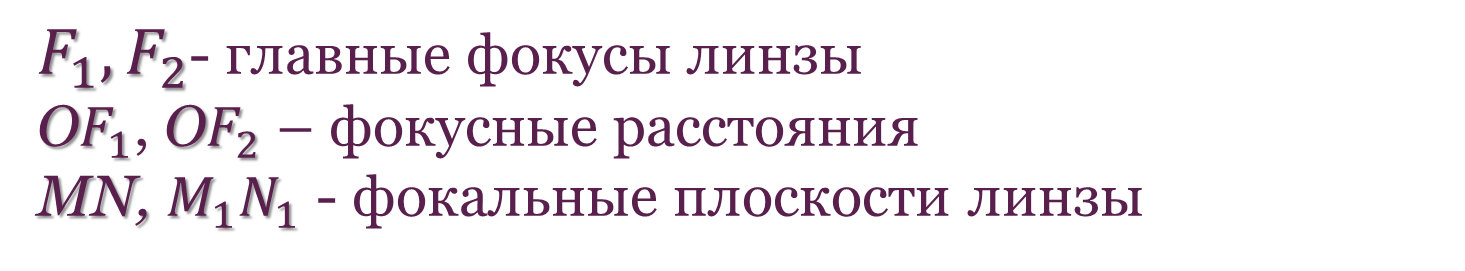 F₁, F₂- главные фокусы линзы
OF₁, OF₂ – фокусные расстояния
MN, M₁N₁ - фокальные плоскости линзы